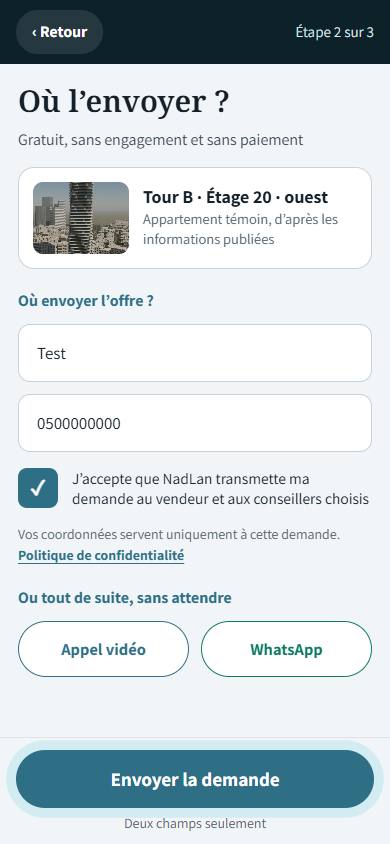 ‹ Retour
Étape 2 sur 3
Où l’envoyer ?
Gratuit, sans engagement et sans paiement
Tour B · Étage 20 · ouest
Appartement témoin, d’après les
informations publiées
Où envoyer l’offre ?
Test
0500000000
J’accepte que NadLan transmette ma
demande au vendeur et aux conseillers choisis
Vos coordonnées servent uniquement à cette demande.
Politique de confidentialité
Ou tout de suite, sans attendre
Appel vidéo
WhatsApp
Envoyer la demande
Deux champs seulement